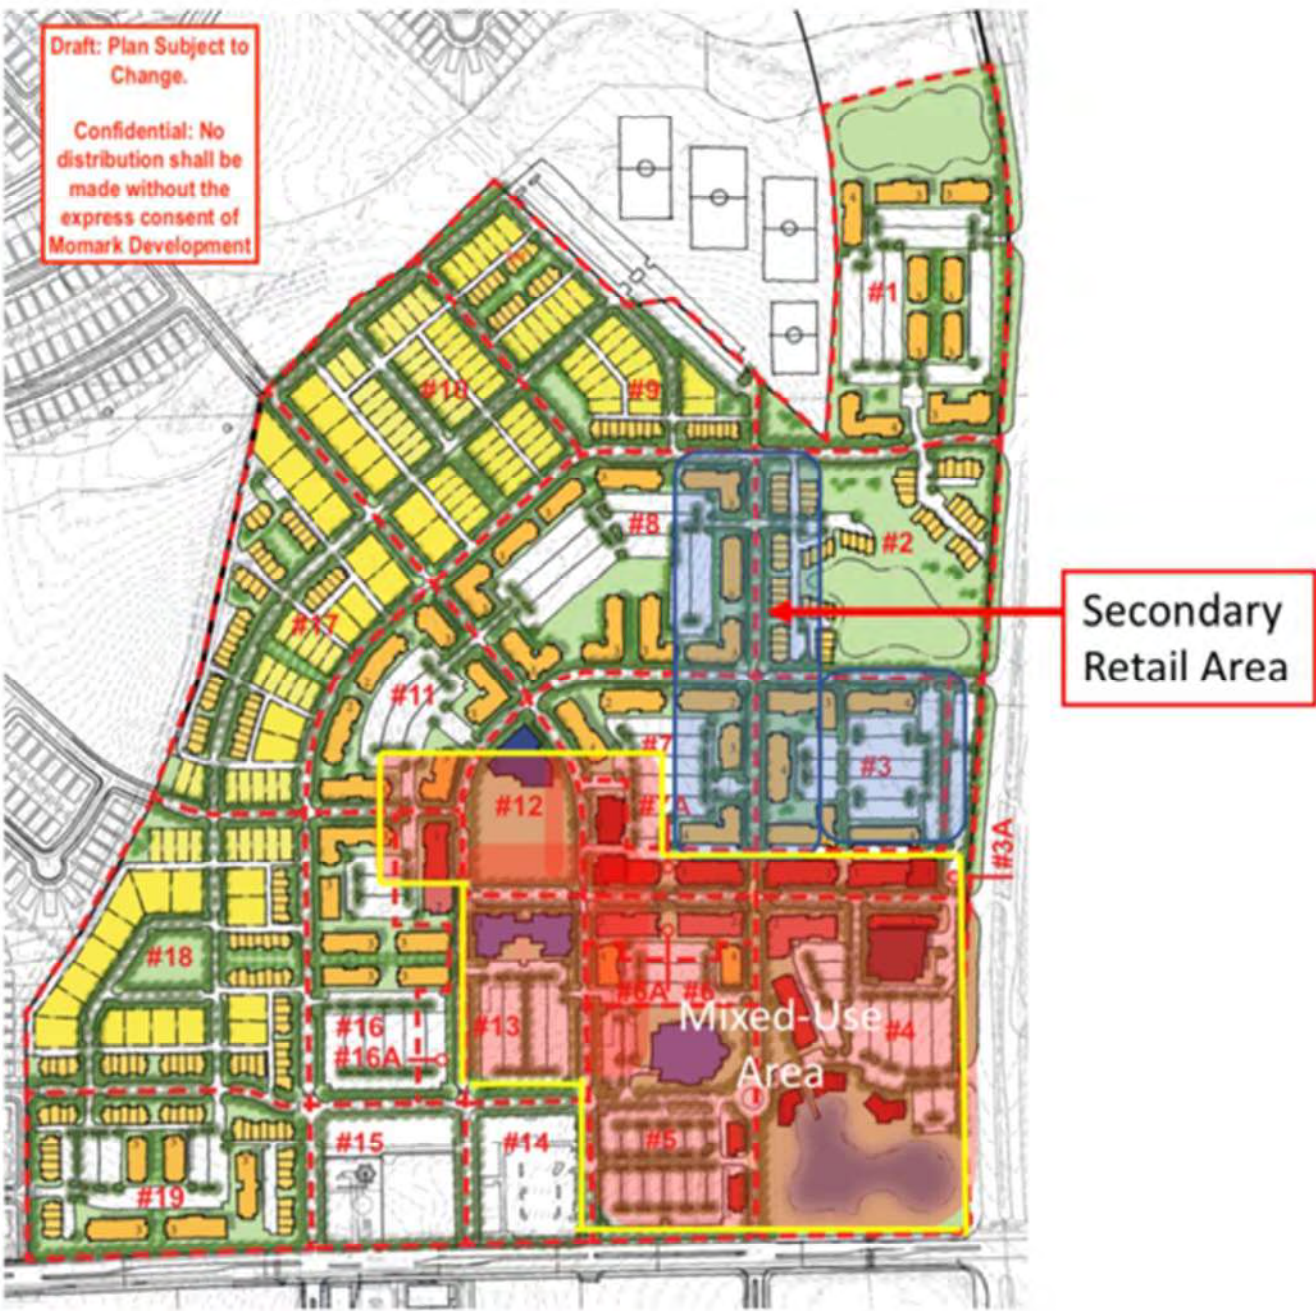 Draft: Plan Subject to
Change.
Confidential: No
distribution shall be
made without the
express consent of
Momark Development
#1
#10
#9
#8
#2
Secondary
Retail Area
#17
#11
#7
#3
#12
#7A
#3A
#18
#6A #6
#16
#13
Mixed-Use
#4
#16A
Area
#15
#14
#5
#19